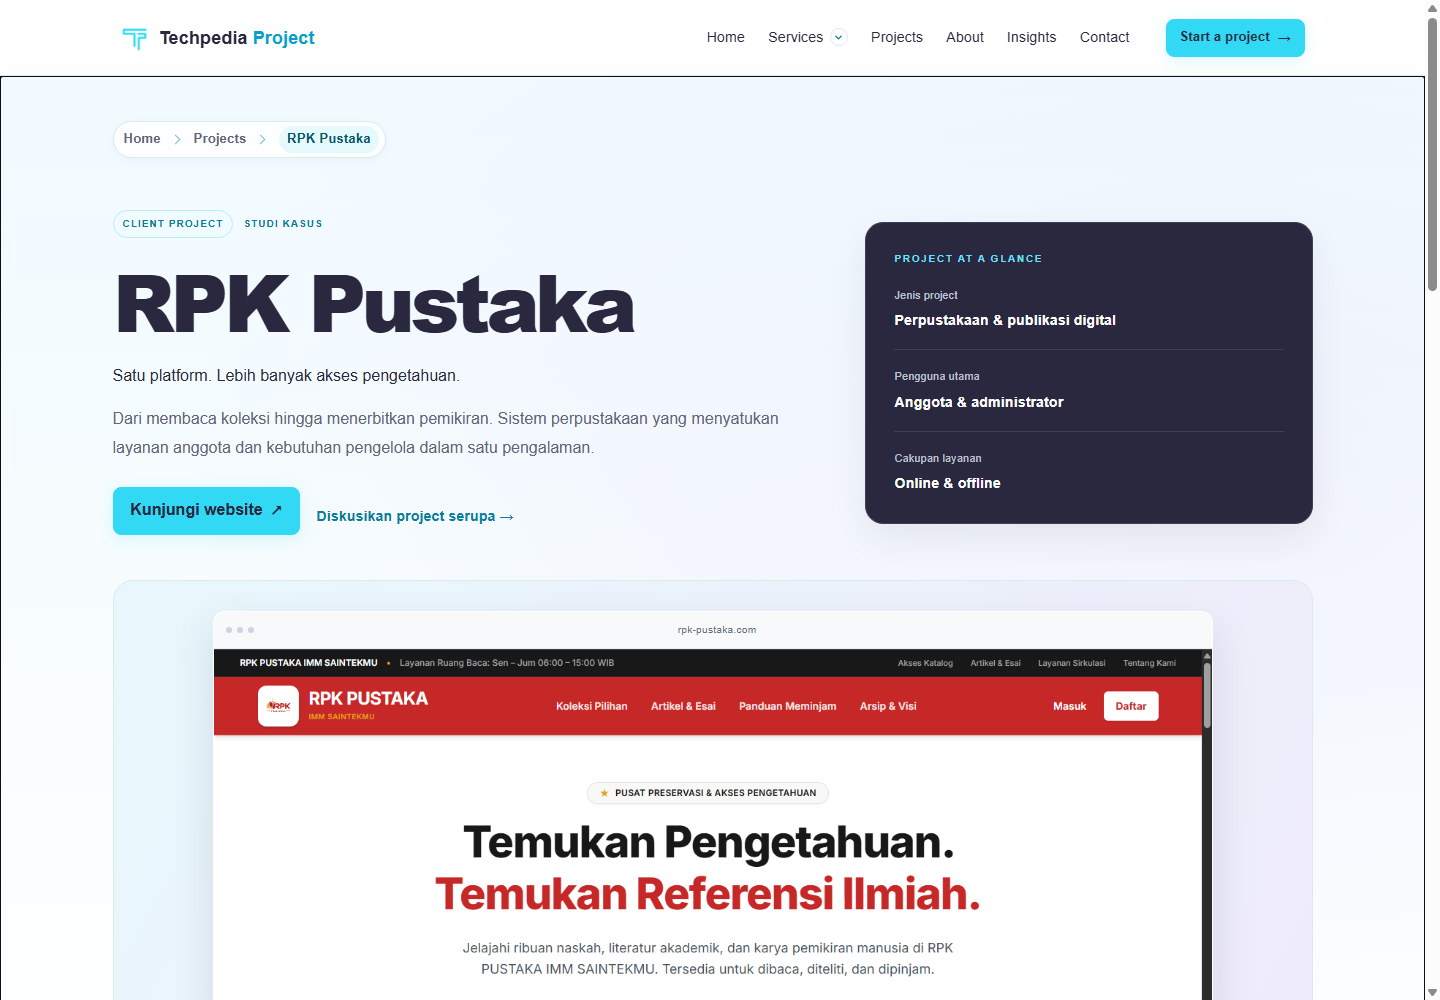 Techpedia Project
Home Services Projects About Insights Contact Start a project →
Home > Projects > RPK Pustaka
CLIENT PROJECT STUDI KASUS
RPK Pustaka
Satu platform. Lebih banyak akses pengetahuan.
Dari membaca koleksi hingga menerbitkan pemikiran. Sistem perpustakaan yang menyatukan
layanan anggota dan kebutuhan pengelola dalam satu pengalaman.
Kunjungi website ↗ Diskusikan project serupa →
PROJECT AT A GLANCE
Jenis project
Perpustakaan & publikasi digital
Pengguna utama
Anggota & administrator
Cakupan layanan
Online & offline
rpk-pustaka.com
RPK PUSTAKA IMM SAINTEKMU • Layanan Ruang Baca: Sen – Jum 06:00 – 15:00 WIB Akses Katalog Artikel & Esai Layanan Sirkulasi Tentang Kami
RPK
RPK PUSTAKA
IMM SAINTEKMU
Koleksi Pilihan Artikel & Esai Panduan Meminjam Arsip & Visi Masuk Daftar
★ PUSAT PRESERVASI & AKSES PENGETAHUAN
Temukan Pengetahuan.
Temukan Referensi Ilmiah.
Jelajahi ribuan naskah, literatur akademik, dan karya pemikiran manusia di RPK
PUSTAKA IMM SAINTEKMU. Tersedia untuk dibaca, diteliti, dan dipinjam.